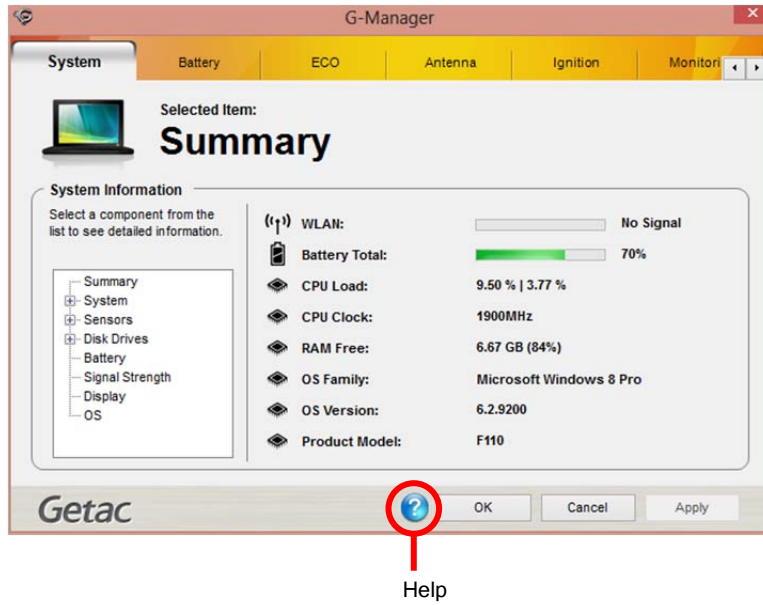 G-Manager
System
Battery
ECO
Antenna
Ignition
Monitori
Selected Item:
Summary
System Information
Select a component from the
list to see detailed information.
Summary
System
Sensors
Disk Drives
Battery
Signal Strength
Display
OS
WLAN: No Signal
Battery Total: 70%
CPU Load: 9.50 % | 3.77 %
CPU Clock: 1900MHz
RAM Free: 6.67 GB (84%)
OS Family: Microsoft Windows 8 Pro
OS Version: 6.2.9200
Product Model: F110
Getac
?
OK
Cancel
Apply
Help